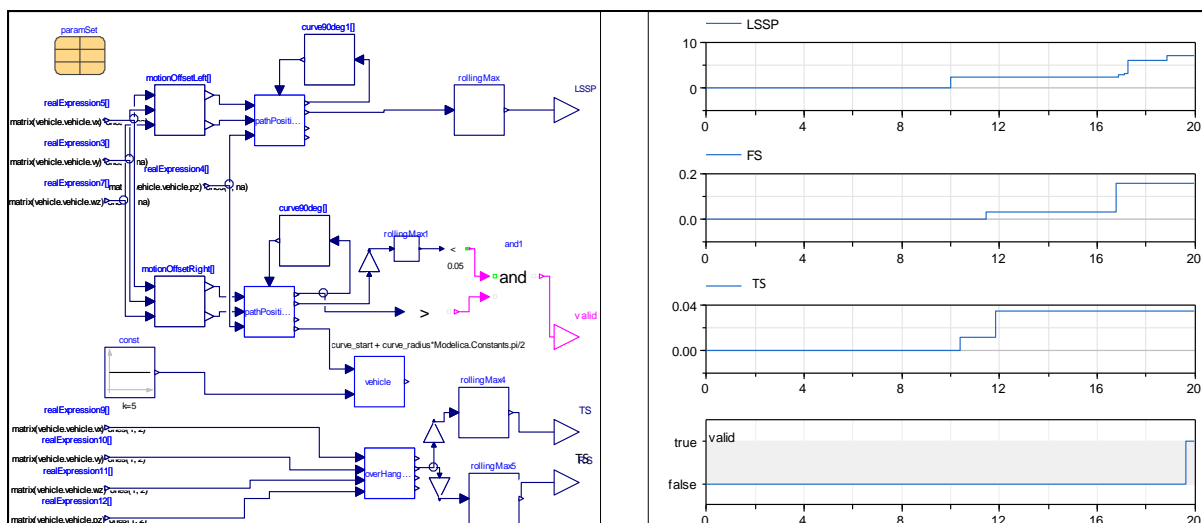 paramSet
curve90deg1[]
motionOffsetLeft[]
rollingMax
LSSP
realExpression5[]
pathPositi...
matrix(vehicle.vehicle.vx)
realExpression3[]
matrix(vehicle.vehicle.vy)
na)
realExpression4[]
realExpression7[]
vehicle.vehicle.pz)
na)
matrix(vehicle.vehicle.wz)
na)
curve90deg[]
rollingMax1
and1
<
0.05
and
motionOffsetRight[]
pathPositi...
>
valid
const
curve_start + curve_radius*Modelica.Constants.pi/2
vehicle
k=5
rollingMax4
realExpression9[]
TS
matrix(vehicle.vehicle.vx)
realExpression10[]
matrix(vehicle.vehicle.vy)
realExpression11[]
overHang...
rollingMax5
matrix(vehicle.vehicle.wz)
realExpression12[]
matrix(vehicle.vehicle.pz)
LSSP
10
0
0 4 8 12 16 20
FS
0.2
0.0
0 4 8 12 16 20
TS
0.04
0.00
0 4 8 12 16 20
valid
true
false
0 4 8 12 16 20